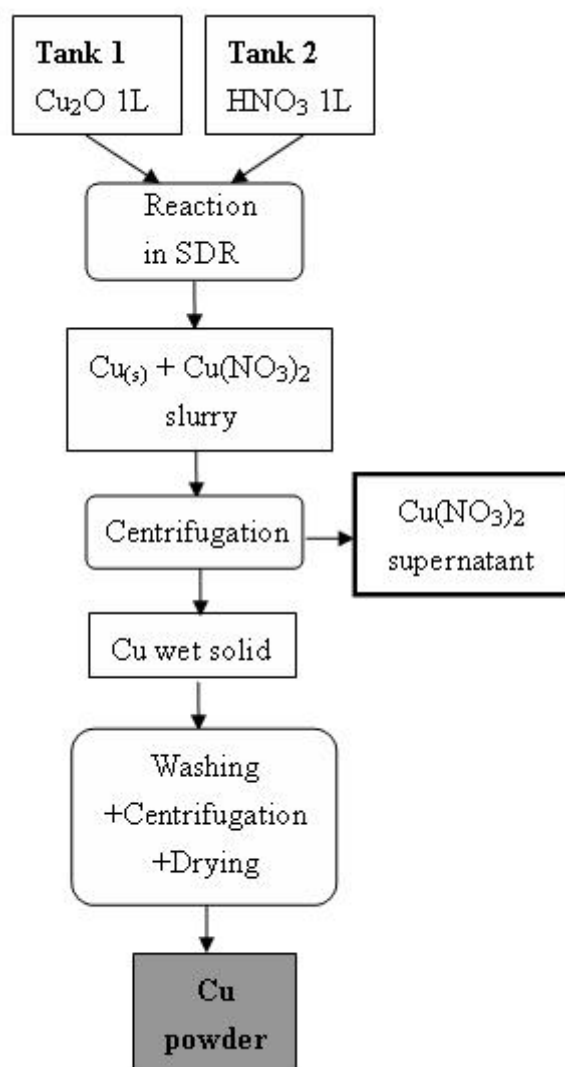 Tank 1
Cu₂O 1L
Tank 2
HNO₃ 1L
Reaction
in SDR
Cu₍ₛ₎ + Cu(NO₃)₂
slurry
Centrifugation
Cu(NO₃)₂
supernatant
Cu wet solid
Washing
+Centrifugation
+Drying
Cu
powder